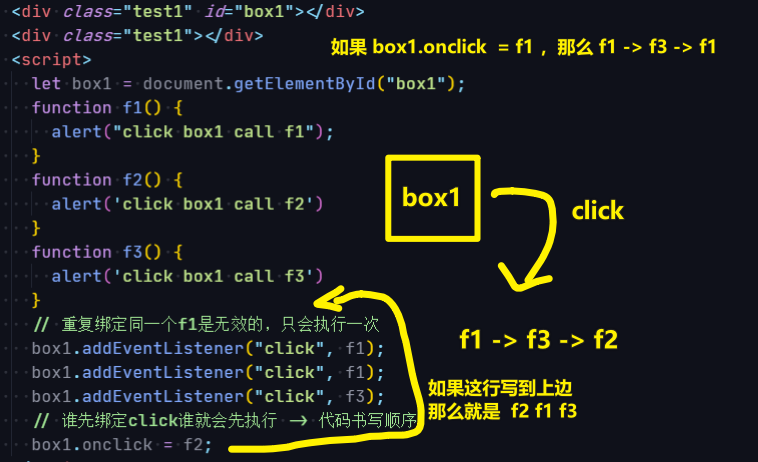 <div class="test1" id="box1"></div>
<div class="test1"></div>
如果 box1.onclick = f1 ，那么 f1 -> f3 -> f1
<script>
let box1 = document.getElementById("box1");
function f1() {
alert("click box1 call f1");
}
function f2() {
alert('click box1 call f2')
}
function f3() {
alert('click box1 call f3')
}
// 重复绑定同一个f1是无效的，只会执行一次
box1.addEventListener("click", f1);
box1.addEventListener("click", f1);
box1.addEventListener("click", f3);
// 谁先绑定click谁就会先执行 -> 代码书写顺序
box1.onclick = f2;
box1
click
f1 -> f3 -> f2
如果这行写到上边
那么就是 f2 f1 f3